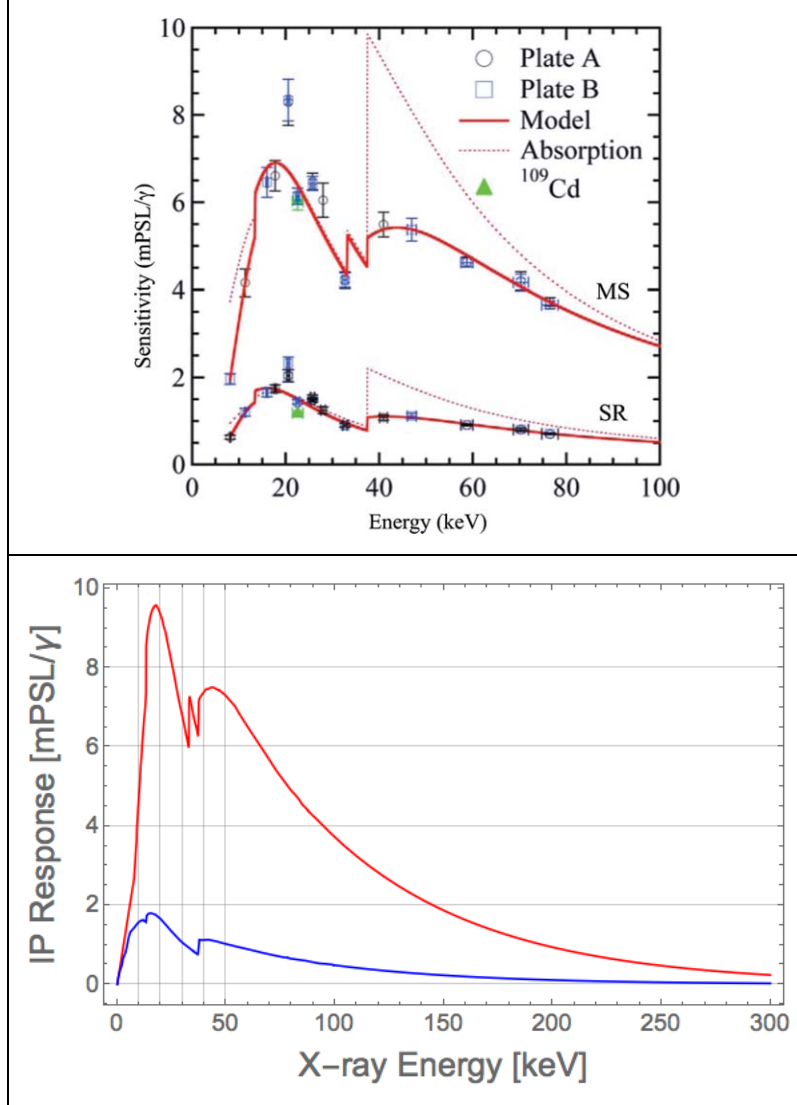 10
8
6
4
2
0
Sensitivity (mPSL/γ)
Plate A
Plate B
Model
Absorption
¹⁰⁹Cd
MS
SR
0 20 40 60 80 100
Energy (keV)
10
8
6
4
2
0
IP Response [mPSL/γ]
0 50 100 150 200 250 300
X-ray Energy [keV]